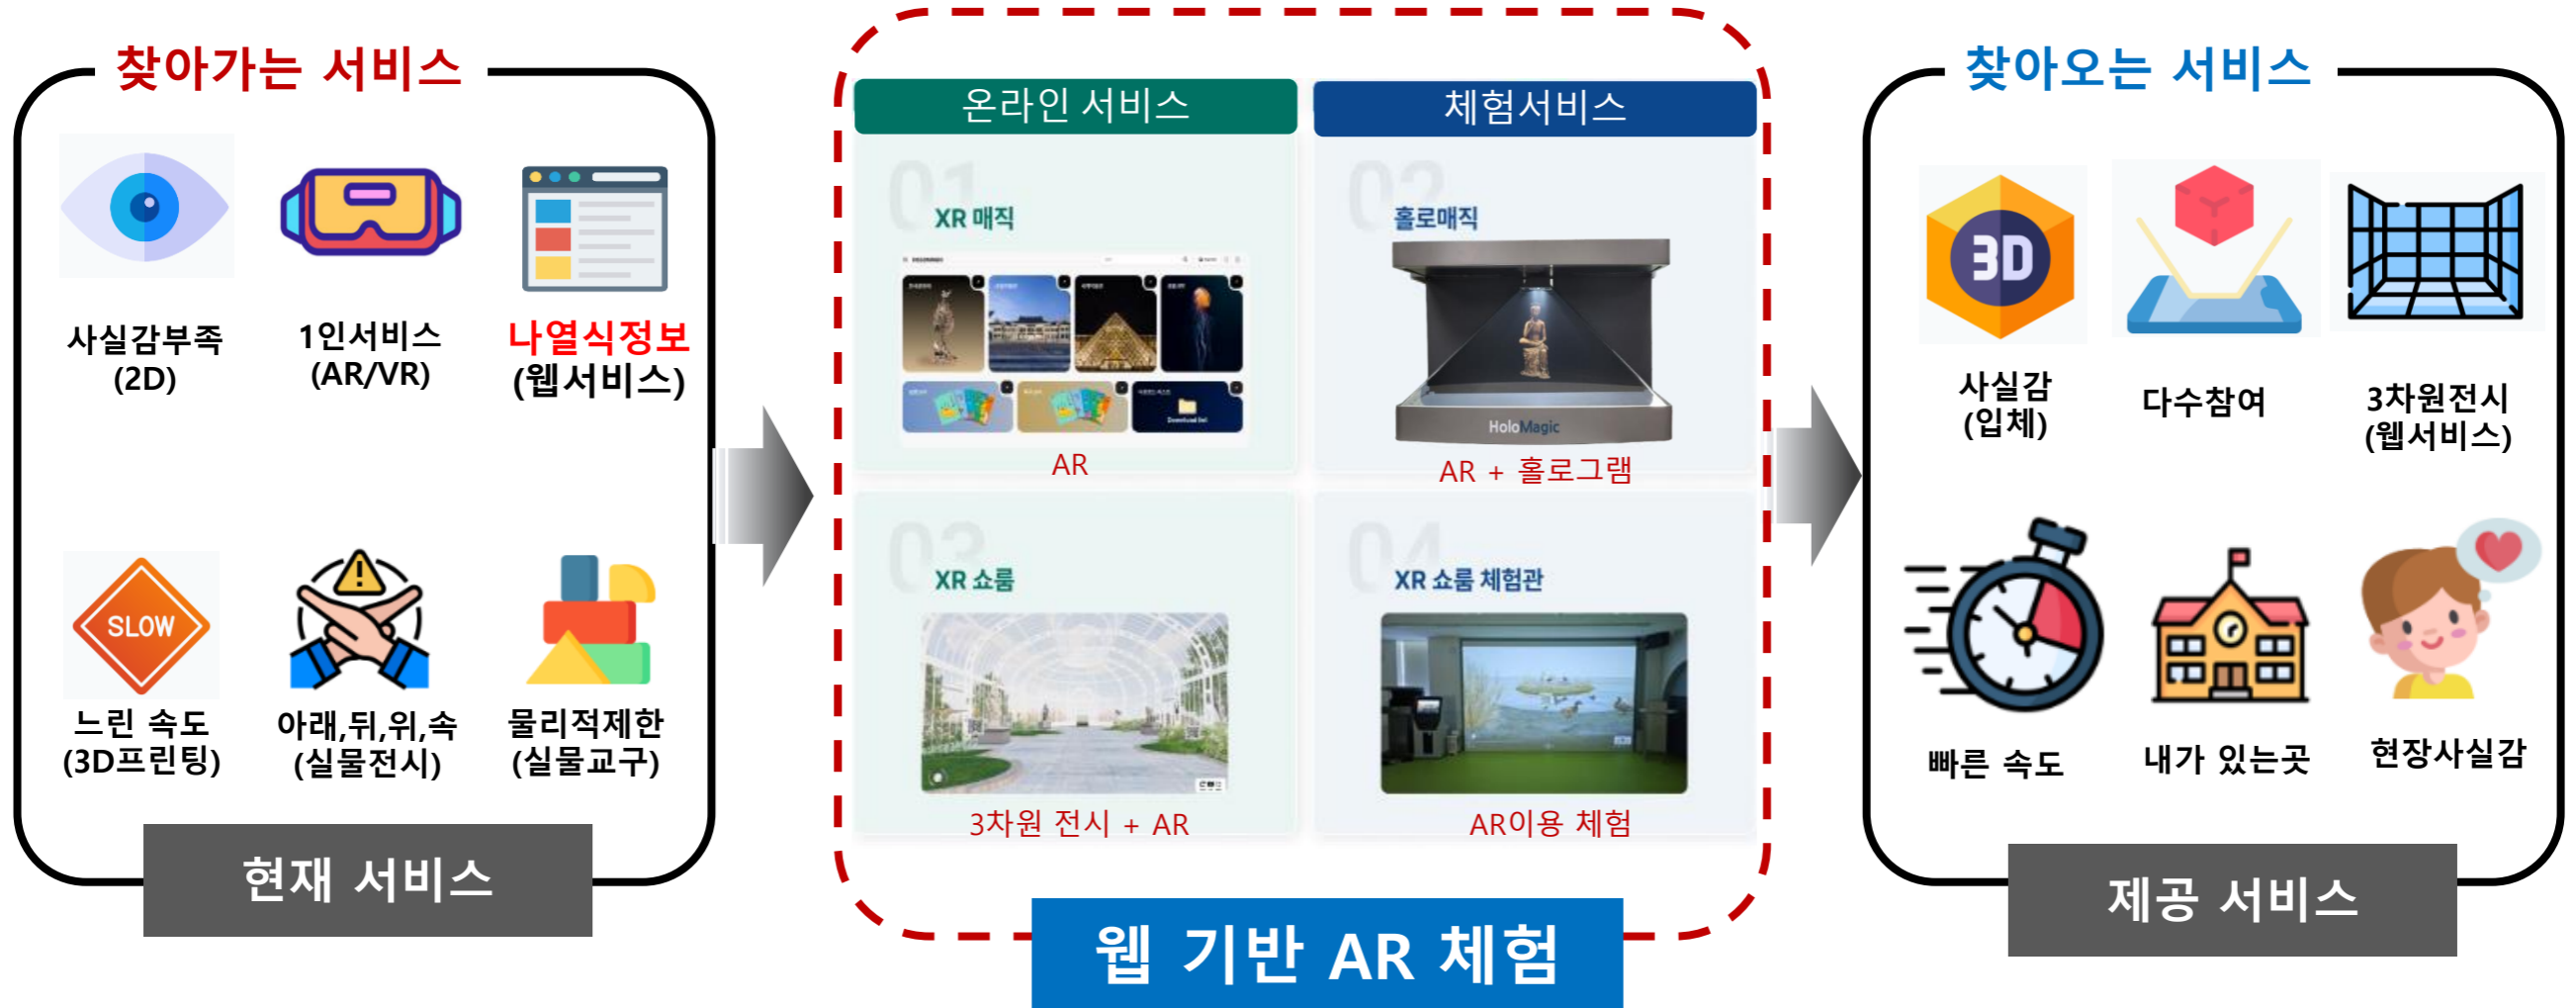 찾아가는 서비스
사실감부족
(2D)
1인서비스
(AR/VR)
나열식정보
(웹서비스)
SLOW
느린 속도
(3D프린팅)
아래,뒤,위,속
(실물전시)
물리적제한
(실물교구)
현재 서비스
온라인 서비스
체험서비스
01
XR 매직
Download list
AR
02
홀로매직
HoloMagic
AR + 홀로그램
03
XR 쇼룸
3차원 전시 + AR
04
XR 쇼룸 체험관
AR이용 체험
웹 기반 AR 체험
찾아오는 서비스
3D
사실감
(입체)
다수참여
3차원전시
(웹서비스)
빠른 속도
내가 있는곳
현장사실감
제공 서비스